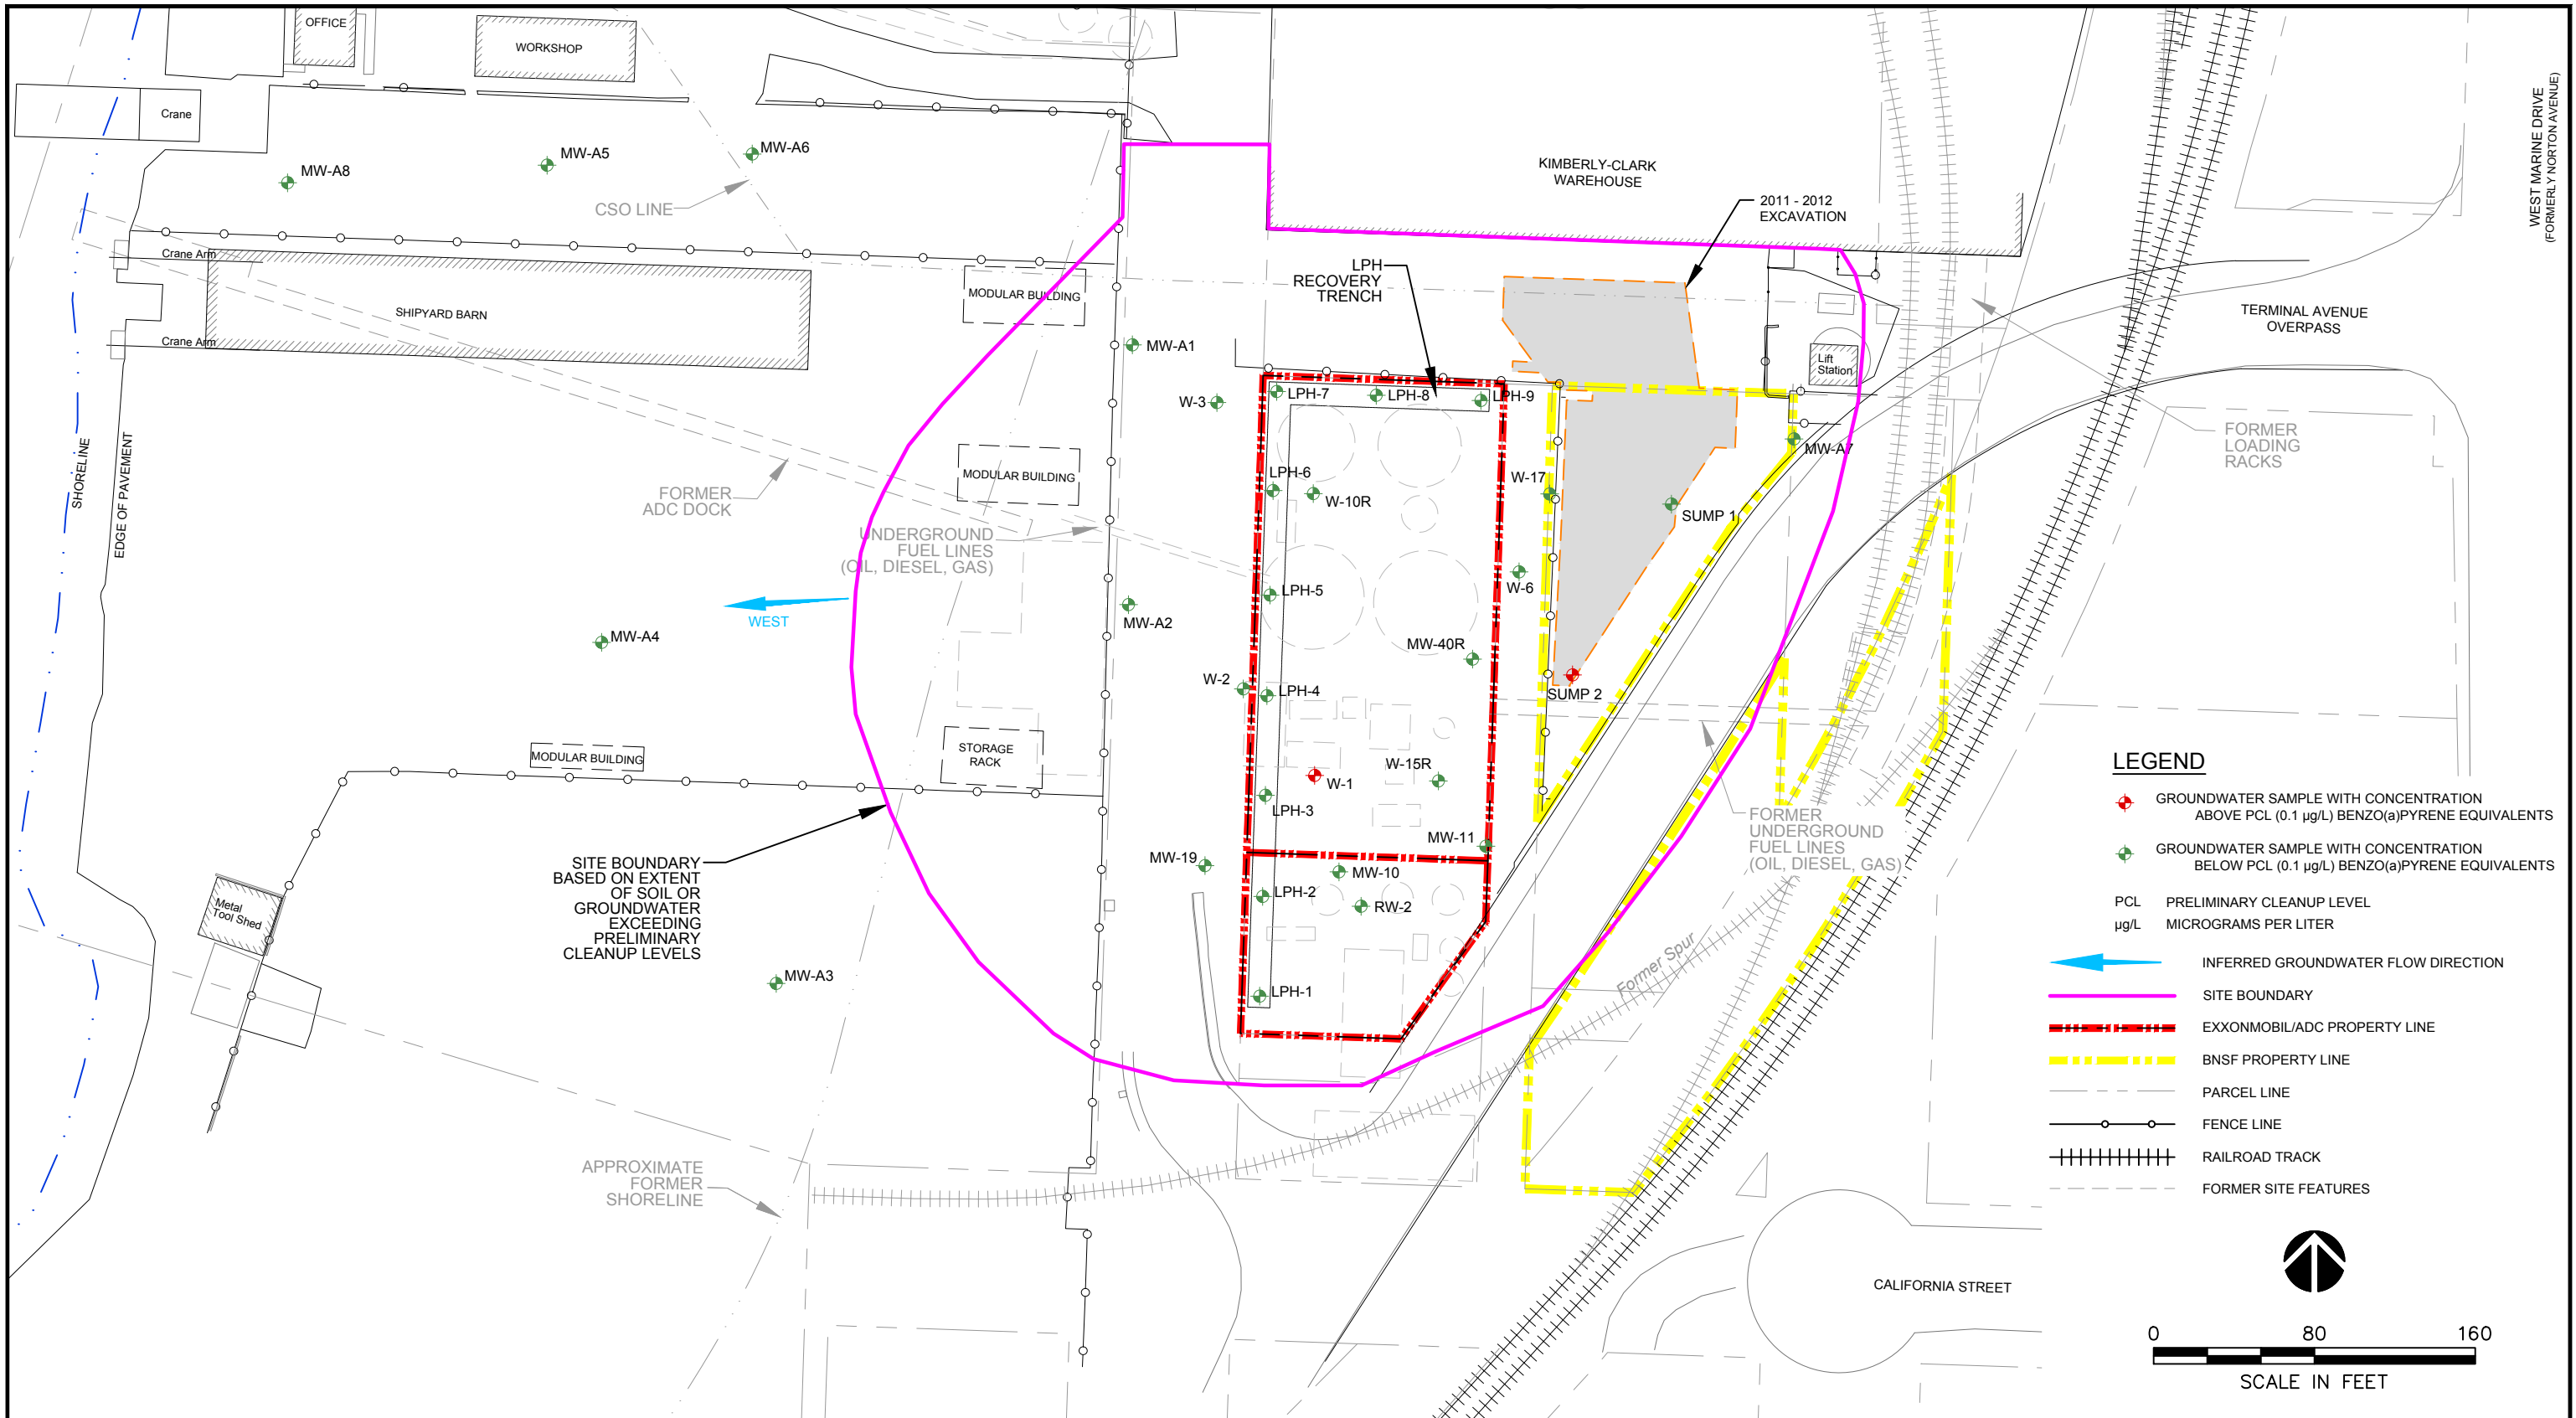 OFFICE
WORKSHOP
Crane
MW-A8
MW-A5
MW-A6
CSO LINE
KIMBERLY-CLARK
WAREHOUSE
2011 - 2012
EXCAVATION
WEST MARINE DRIVE
(FORMERLY NORTON AVENUE)
Crane Arm
SHIPYARD BARN
Crane Arm
MODULAR BUILDING
LPH
RECOVERY
TRENCH
TERMINAL AVENUE
OVERPASS
MW-A1
Lift
Station
W-3
LPH-7
LPH-8
LPH-9
MW-A7
FORMER
LOADING
RACKS
SHORELINE
EDGE OF PAVEMENT
MODULAR BUILDING
FORMER
ADC DOCK
LPH-6
W-10R
W-17
SUMP 1
UNDERGROUND
FUEL LINES
(OIL, DIESEL, GAS)
WEST
MW-A4
MW-A2
LPH-5
W-6
MW-40R
W-2
LPH-4
SUMP 2
MODULAR BUILDING
STORAGE
RACK
W-1
W-15R
LPH-3
FORMER
UNDERGROUND
FUEL LINES
(OIL, DIESEL, GAS)
MW-11
MW-19
MW-10
LPH-2
RW-2
SITE BOUNDARY
BASED ON EXTENT
OF SOIL OR
GROUNDWATER
EXCEEDING
PRELIMINARY
CLEANUP LEVELS
Metal
Tool Shed
MW-A3
LPH-1
Former Spur
APPROXIMATE
FORMER
SHORELINE
CALIFORNIA STREET
LEGEND
GROUNDWATER SAMPLE WITH CONCENTRATION
ABOVE PCL (0.1 µg/L) BENZO(a)PYRENE EQUIVALENTS
GROUNDWATER SAMPLE WITH CONCENTRATION
BELOW PCL (0.1 µg/L) BENZO(a)PYRENE EQUIVALENTS
PCL PRELIMINARY CLEANUP LEVEL
µg/L MICROGRAMS PER LITER
INFERRED GROUNDWATER FLOW DIRECTION
SITE BOUNDARY
EXXONMOBIL/ADC PROPERTY LINE
BNSF PROPERTY LINE
PARCEL LINE
FENCE LINE
RAILROAD TRACK
FORMER SITE FEATURES
0 80 160
SCALE IN FEET